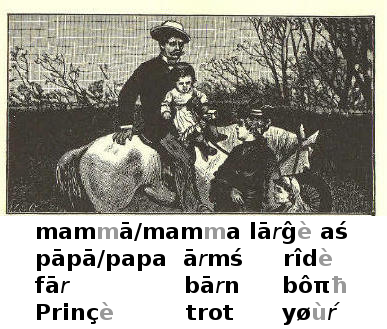 mammā/mamma lārĝè aś
pāpā/papa ārmś rîdè
fār bārn bôπħ
Prinçè trot yøùŕ